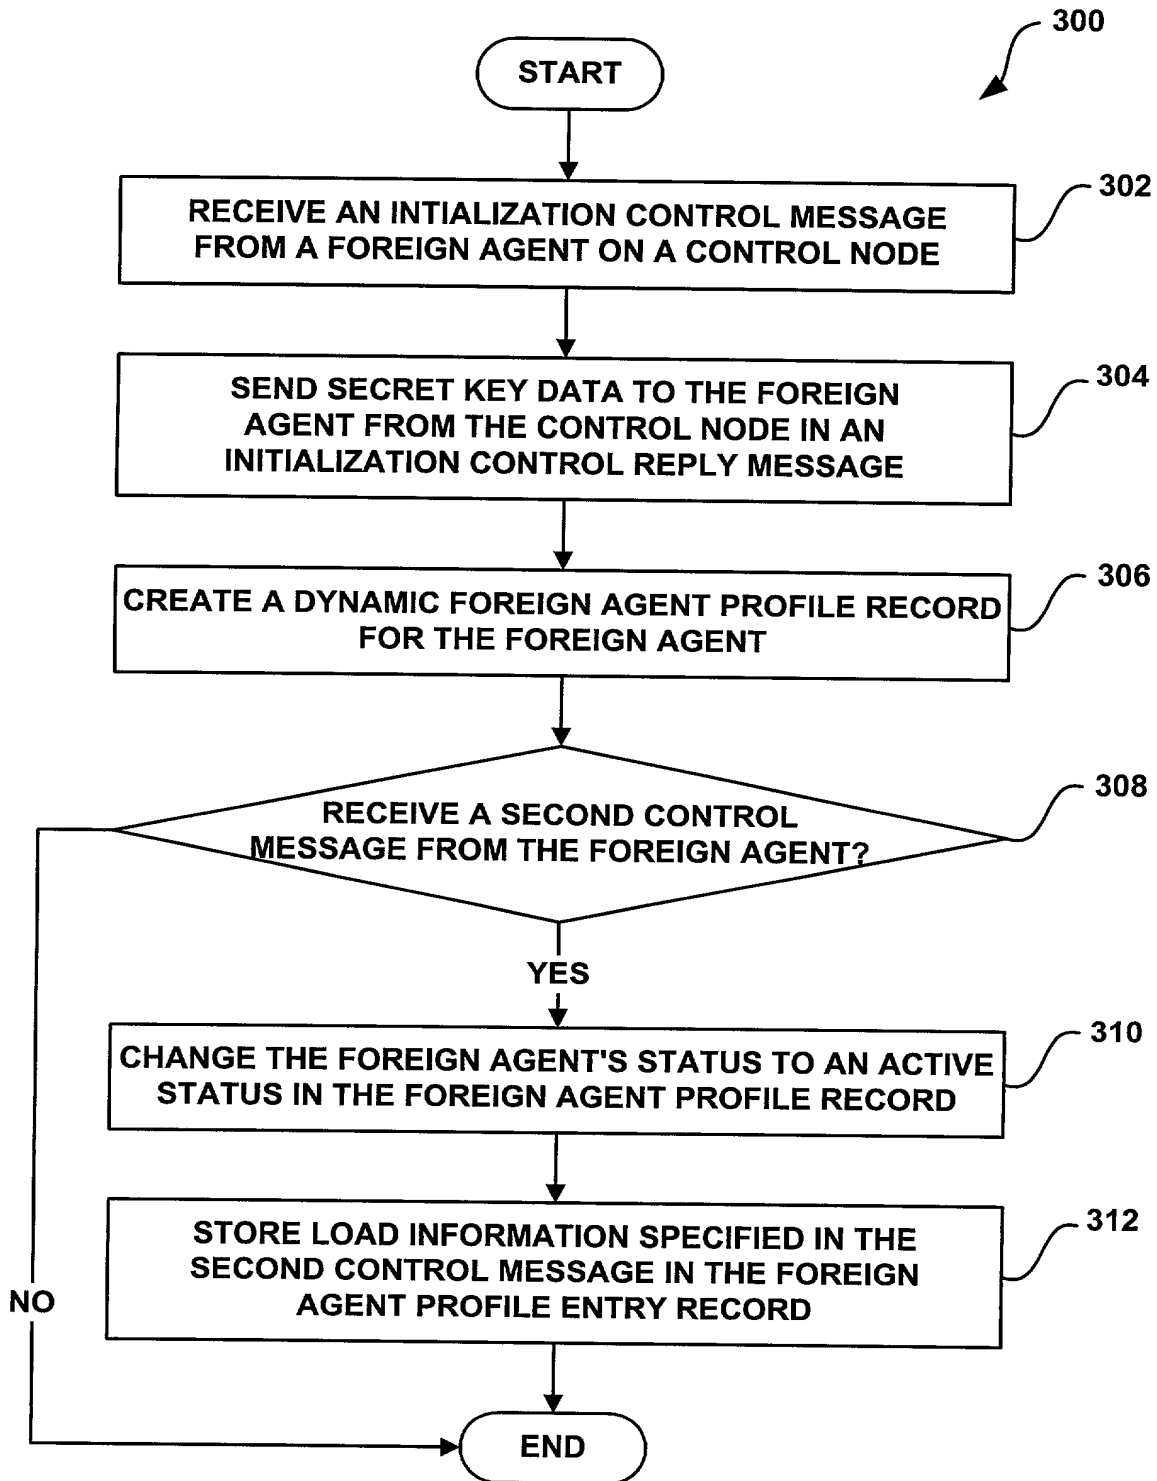 300
START
302
RECEIVE AN INTIALIZATION CONTROL MESSAGE
FROM A FOREIGN AGENT ON A CONTROL NODE
304
SEND SECRET KEY DATA TO THE FOREIGN
AGENT FROM THE CONTROL NODE IN AN
INITIALIZATION CONTROL REPLY MESSAGE
306
CREATE A DYNAMIC FOREIGN AGENT PROFILE RECORD
FOR THE FOREIGN AGENT
308
RECEIVE A SECOND CONTROL
MESSAGE FROM THE FOREIGN AGENT?
YES
310
CHANGE THE FOREIGN AGENT'S STATUS TO AN ACTIVE
STATUS IN THE FOREIGN AGENT PROFILE RECORD
312
STORE LOAD INFORMATION SPECIFIED IN THE
SECOND CONTROL MESSAGE IN THE FOREIGN
AGENT PROFILE ENTRY RECORD
NO
END